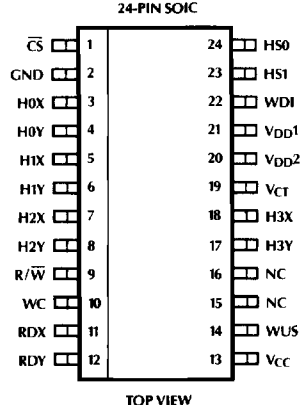 24-PIN SOIC
C̅S̅ 1 24 HS0
GND 2 23 HS1
H0X 3 22 WDI
H0Y 4 21 VDD1
H1X 5 20 VDD2
H1Y 6 19 VCT
H2X 7 18 H3X
H2Y 8 17 H3Y
R/W̅ 9 16 NC
WC 10 15 NC
RDX 11 14 WUS
RDY 12 13 VCC
TOP VIEW